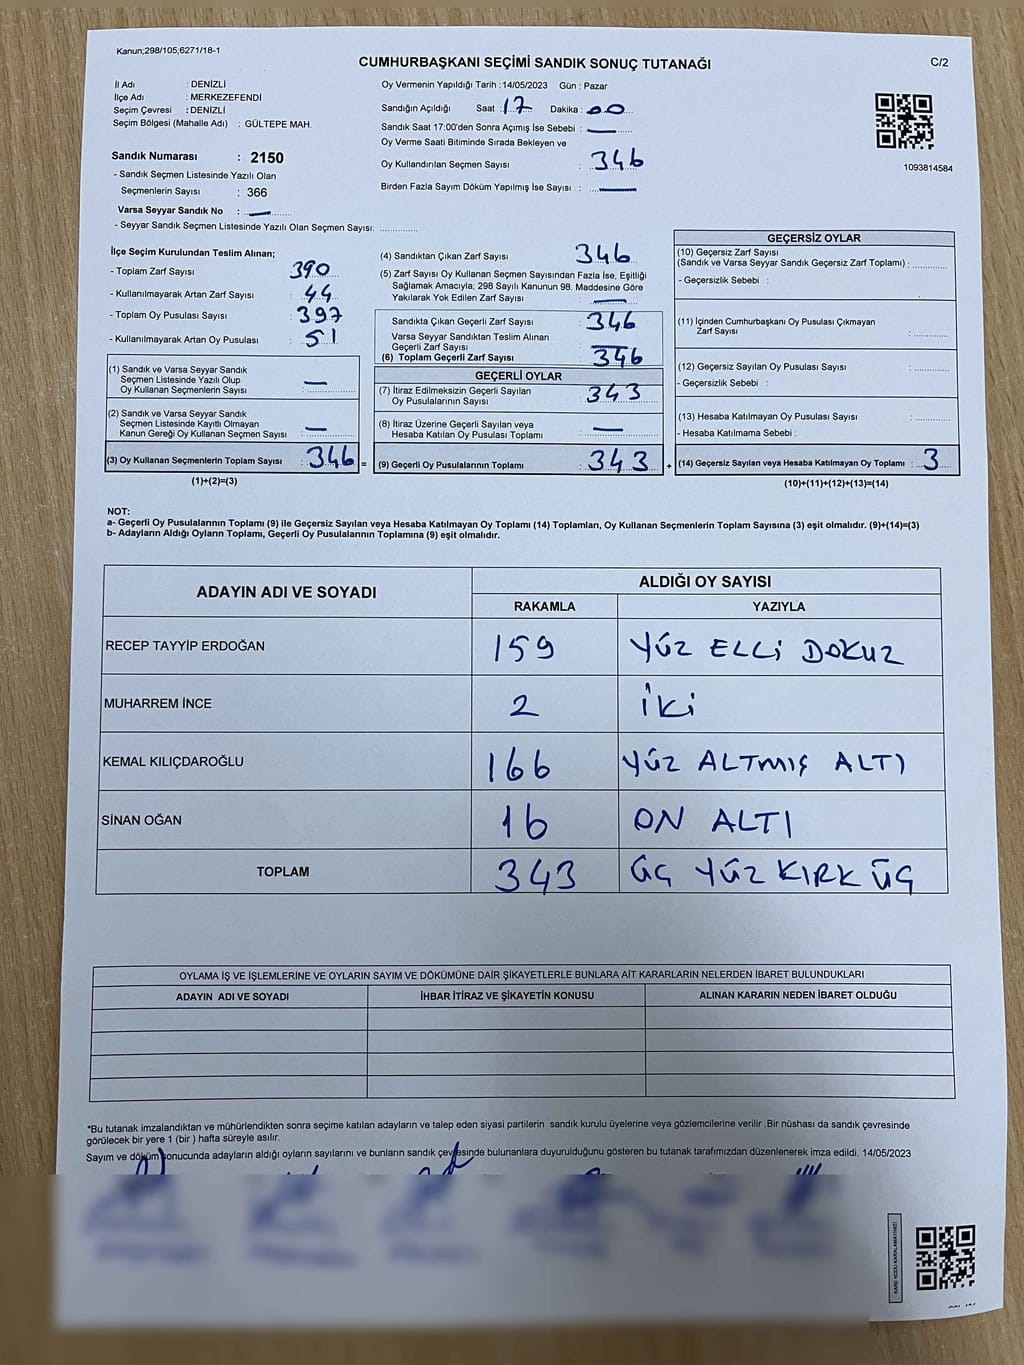 Kanun;298/105;6271/18-1
CUMHURBAŞKANI SEÇİMİ SANDIK SONUÇ TUTANAĞI
C/2
İl Adı : DENİZLİ
İlçe Adı : MERKEZEFENDİ
Seçim Çevresi : DENİZLİ
Seçim Bölgesi (Mahalle Adı) : GÜLTEPE MAH.
Sandık Numarası : 2150
- Sandık Seçmen Listesinde Yazılı Olan
Seçmenlerin Sayısı : 366
Varsa Seyyar Sandık No : —
- Seyyar Sandık Seçmen Listesinde Yazılı Olan Seçmen Sayısı: ..............
Oy Vermenin Yapıldığı Tarih : 14/05/2023 Gün : Pazar
Sandığın Açıldığı Saat : 17 Dakika : 00
Sandık Saat 17:00'den Sonra Açımış İse Sebebi : —
Oy Verme Saati Bitiminde Sırada Bekleyen ve
Oy Kullandırılan Seçmen Sayısı : 346
Birden Fazla Sayım Döküm Yapılmış İse Sayısı : —
1093814584
İlçe Seçim Kurulundan Teslim Alınan;
- Toplam Zarf Sayısı : 390
- Kullanılmayarak Artan Zarf Sayısı : 44
- Toplam Oy Pusulası Sayısı : 397
- Kullanılmayarak Artan Oy Pusulası : 51
(1) Sandık ve Varsa Seyyar Sandık
Seçmen Listesinde Yazılı Olup
Oy Kullanan Seçmenlerin Sayısı : —
(2) Sandık ve Varsa Seyyar Sandık
Seçmen Listesinde Kayıtlı Olmayan
Kanun Gereği Oy Kullanan Seçmen Sayısı : —
(3) Oy Kullanan Seçmenlerin Toplam Sayısı : 346 =
(1)+(2)=(3)
(4) Sandıktan Çıkan Zarf Sayısı : 346
(5) Zarf Sayısı Oy Kullanan Seçmen Sayısından Fazla İse, Eşitliği
Sağlamak Amacıyla; 298 Sayılı Kanunun 98. Maddesine Göre
Yakılarak Yok Edilen Zarf Sayısı : —
Sandıkta Çıkan Geçerli Zarf Sayısı : 346
Varsa Seyyar Sandıktan Teslim Alınan
Geçerli Zarf Sayısı : —
(6) Toplam Geçerli Zarf Sayısı : 346
GEÇERLİ OYLAR
(7) İtiraz Edilmeksizin Geçerli Sayılan
Oy Pusulalarının Sayısı : 343
(8) İtiraz Üzerine Geçerli Sayılan veya
Hesaba Katılan Oy Pusulası Toplamı : —
(9) Geçerli Oy Pusulalarının Toplamı : 343 +
GEÇERSİZ OYLAR
(10) Geçersiz Zarf Sayısı
(Sandık ve Varsa Seyyar Sandık Geçersiz Zarf Toplamı) : ..............
- Geçersizlik Sebebi :
(11) İçinden Cumhurbaşkanı Oy Pusulası Çıkmayan
Zarf Sayısı : ..............
(12) Geçersiz Sayılan Oy Pusulası Sayısı : ..............
- Geçersizlik Sebebi :
(13) Hesaba Katılmayan Oy Pusulası Sayısı : ..............
- Hesaba Katılmama Sebebi :
(14) Geçersiz Sayılan veya Hesaba Katılmayan Oy Toplamı : 3
(10)+(11)+(12)+(13)=(14)
NOT:
a- Geçerli Oy Pusulalarının Toplamı (9) ile Geçersiz Sayılan veya Hesaba Katılmayan Oy Toplamı (14) Toplamları, Oy Kullanan Seçmenlerin Toplam Sayısına (3) eşit olmalıdır. (9)+(14)=(3)
b- Adayların Aldığı Oyların Toplamı, Geçerli Oy Pusulalarının Toplamına (9) eşit olmalıdır.
ADAYIN ADI VE SOYADI ALDIĞI OY SAYISI
RAKAMLA YAZIYLA
RECEP TAYYİP ERDOĞAN 159 YÜZ ELLİ DOKUZ
MUHARREM İNCE 2 İKİ
KEMAL KILIÇDAROĞLU 166 YÜZ ALTMIŞ ALTI
SİNAN OĞAN 16 ON ALTI
TOPLAM 343 ÜÇ YÜZ KIRK ÜÇ
OYLAMA İŞ VE İŞLEMLERİNE VE OYLARIN SAYIM VE DÖKÜMÜNE DAİR ŞİKAYETLERLE BUNLARA AİT KARARLARIN NELERDEN İBARET BULUNDUKLARI
ADAYIN ADI VE SOYADI İHBAR İTİRAZ VE ŞİKAYETİN KONUSU ALINAN KARARIN NEDEN İBARET OLDUĞU
*Bu tutanak imzalandıktan ve mühürlendikten sonra seçime katılan adayların ve talep eden siyasi partilerin sandık kurulu üyelerine veya gözlemcilerine verilir .Bir nüshası da sandık çevresinde
görülecek bir yere 1 (bir ) hafta süreyle asılır.
Sayım ve döküm sonucunda adayların aldığı oyların sayılarını ve bunların sandık çevresinde bulunanlara duyurulduğunu gösteren bu tutanak tarafımızdan düzenlenerek imza edildi. 14/05/2023
KARE KODU KARALAMAYINIZ!